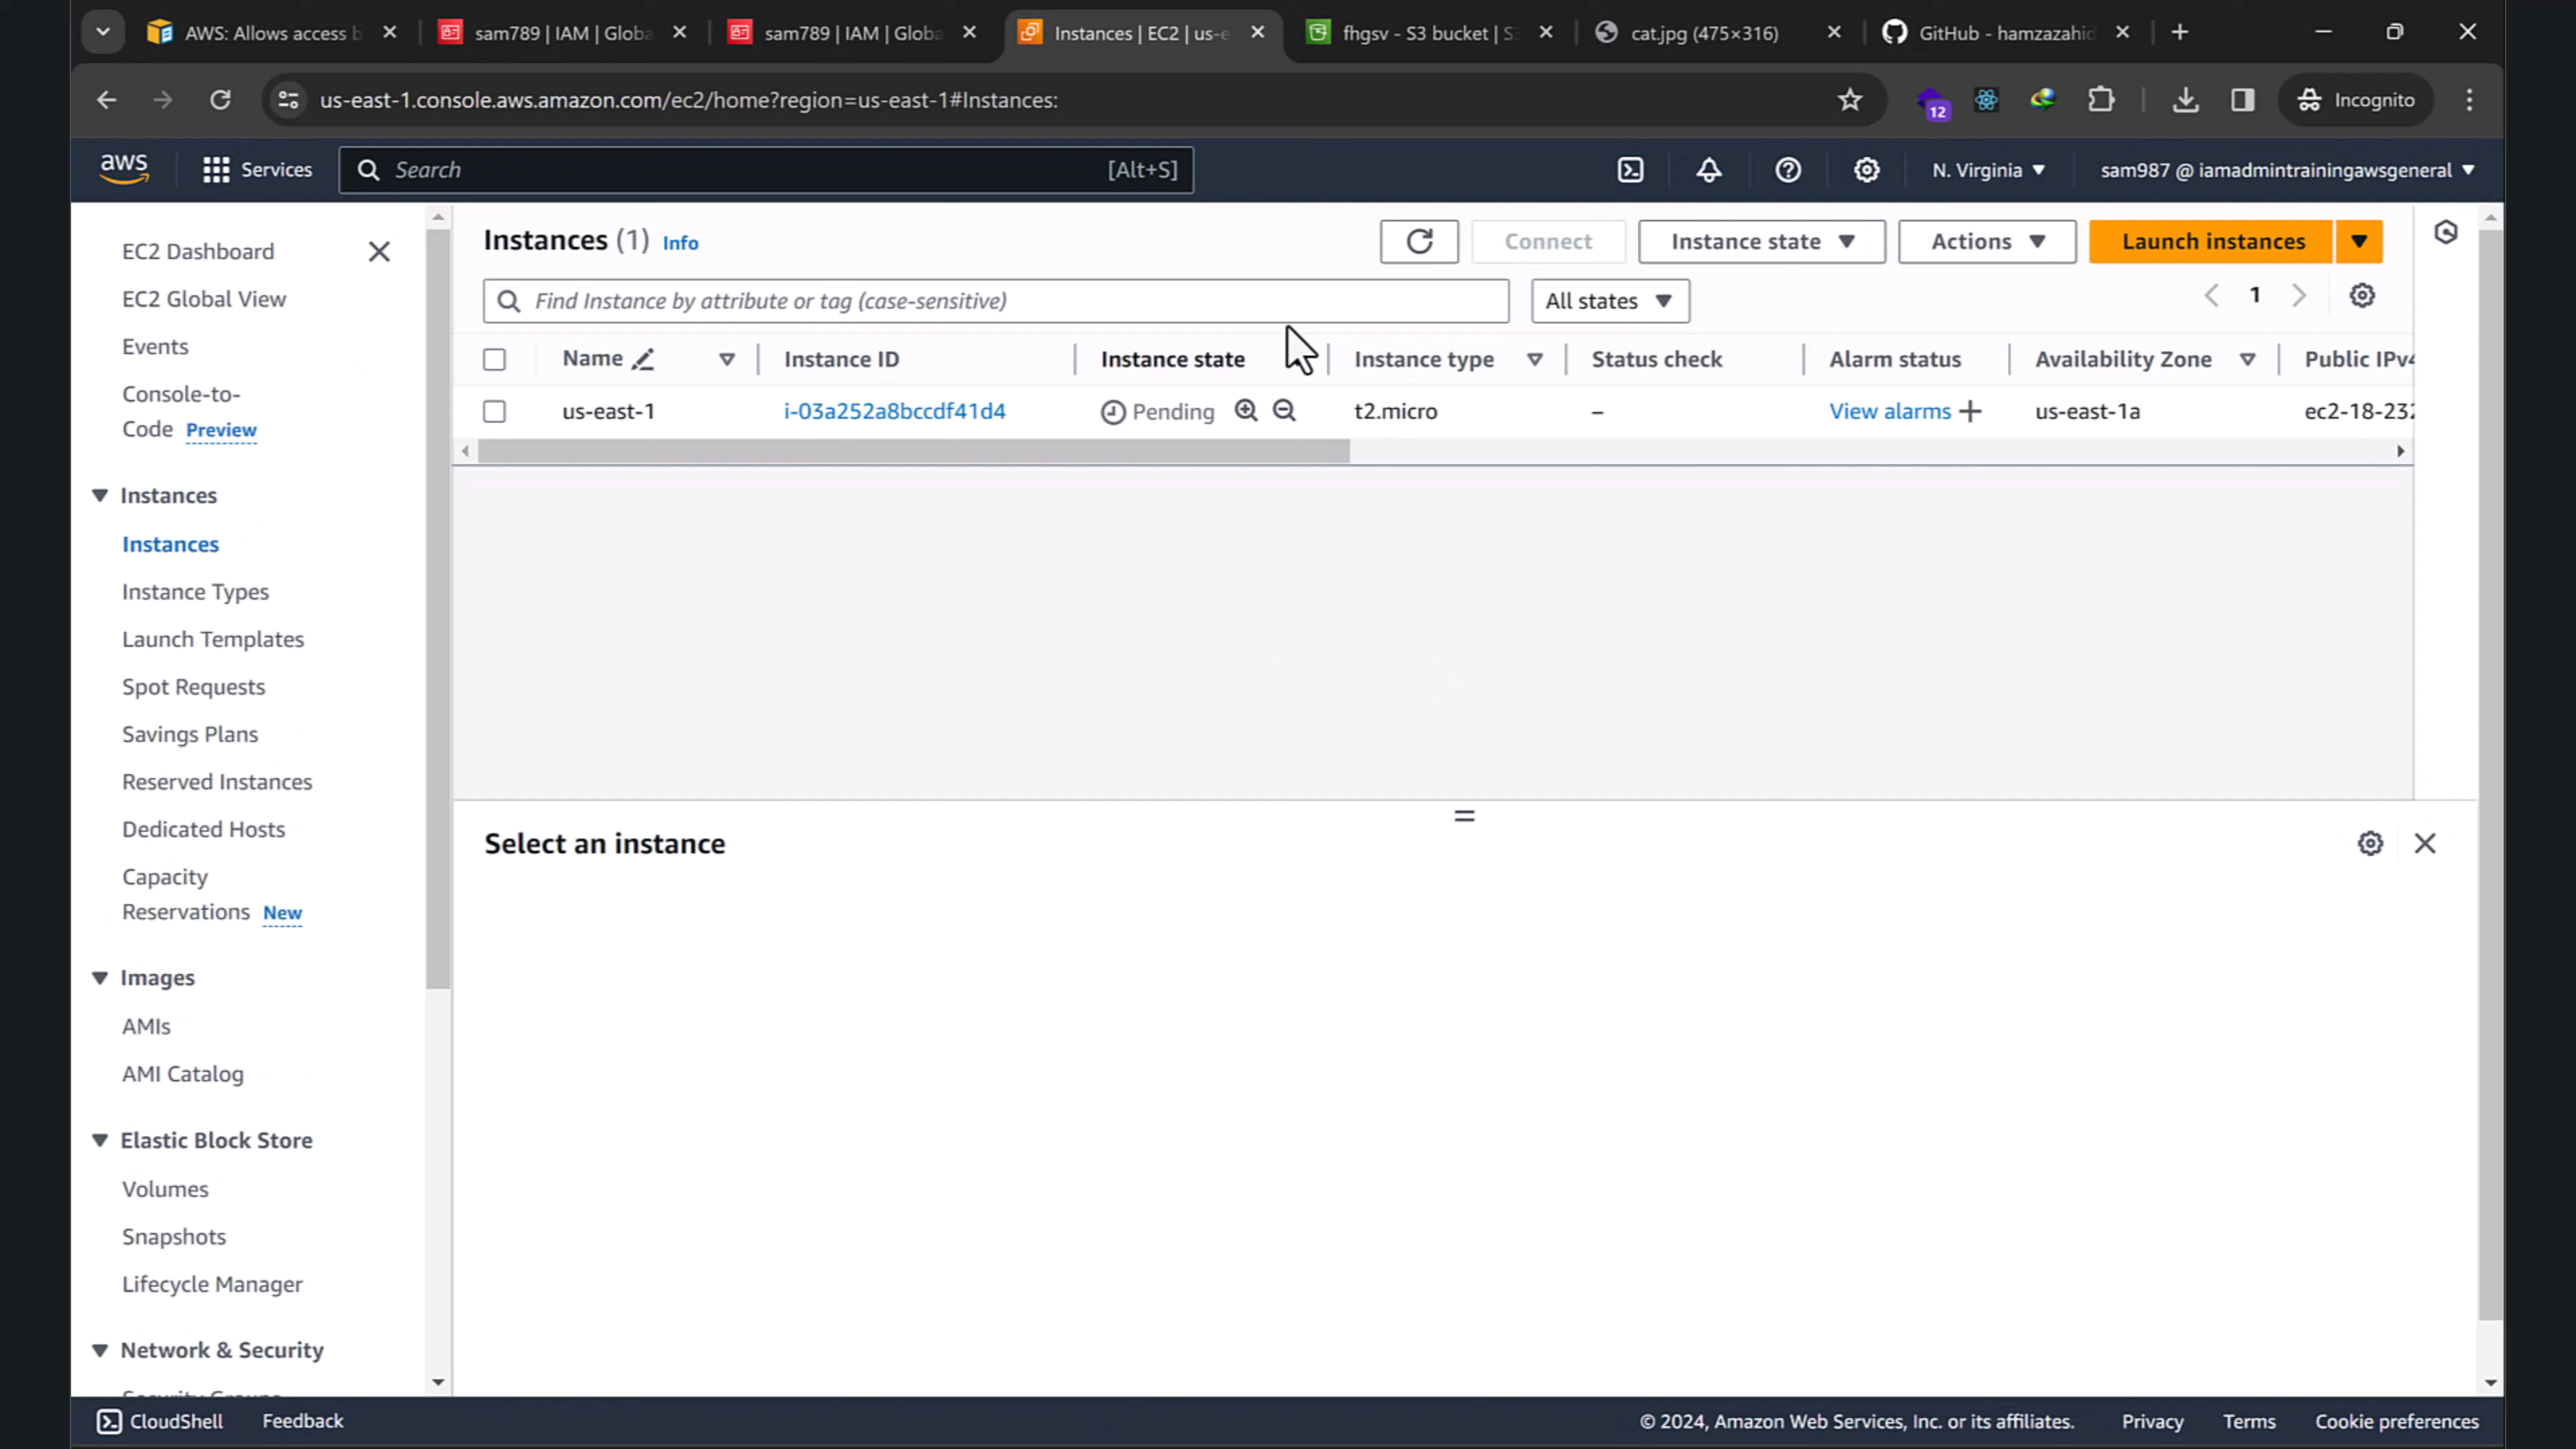 AWS: Allows access b
sam789 | IAM | Globa
sam789 | IAM | Globa
Instances | EC2 | us-e
fhgsv - S3 bucket | S3
cat.jpg (475×316)
GitHub - hamzazahid
us-east-1.console.aws.amazon.com/ec2/home?region=us-east-1#Instances:
12
Incognito
aws
Services
Search
[Alt+S]
N. Virginia
sam987 @ iamadmintrainingawsgeneral
EC2 Dashboard
EC2 Global View
Events
Console-to-
Code Preview
Instances
Instances
Instance Types
Launch Templates
Spot Requests
Savings Plans
Reserved Instances
Dedicated Hosts
Capacity
Reservations New
Images
AMIs
AMI Catalog
Elastic Block Store
Volumes
Snapshots
Lifecycle Manager
Network & Security
Security Groups
Instances (1) Info
Connect
Instance state
Actions
Launch instances
Find Instance by attribute or tag (case-sensitive)
All states
1
Name Instance ID Instance state Instance type Status check Alarm status Availability Zone Public IPv4
us-east-1 i-03a252a8bccdf41d4 Pending t2.micro – View alarms + us-east-1a ec2-18-232
Select an instance
CloudShell
Feedback
© 2024, Amazon Web Services, Inc. or its affiliates.
Privacy
Terms
Cookie preferences